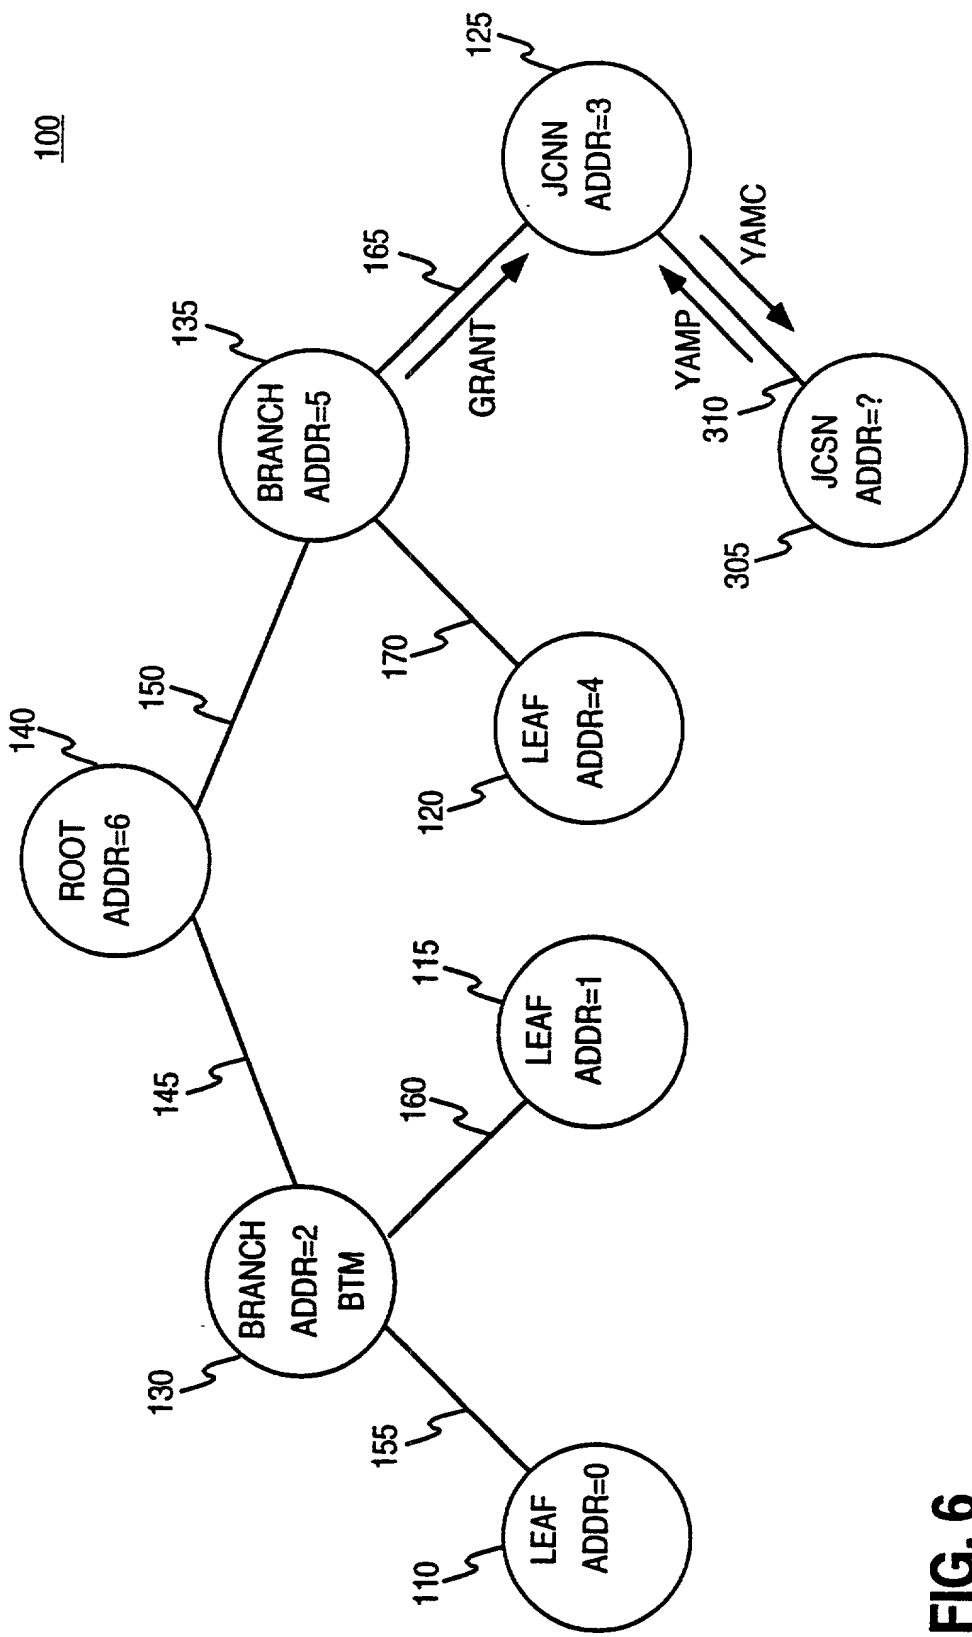 100
140
ROOT
ADDR=6
145
150
130
BRANCH
ADDR=2
BTM
135
BRANCH
ADDR=5
155
160
170
165
GRANT
110
LEAF
ADDR=0
115
LEAF
ADDR=1
120
LEAF
ADDR=4
125
JCNN
ADDR=3
YAMP
YAMC
310
305
JCSN
ADDR=?
FIG. 6